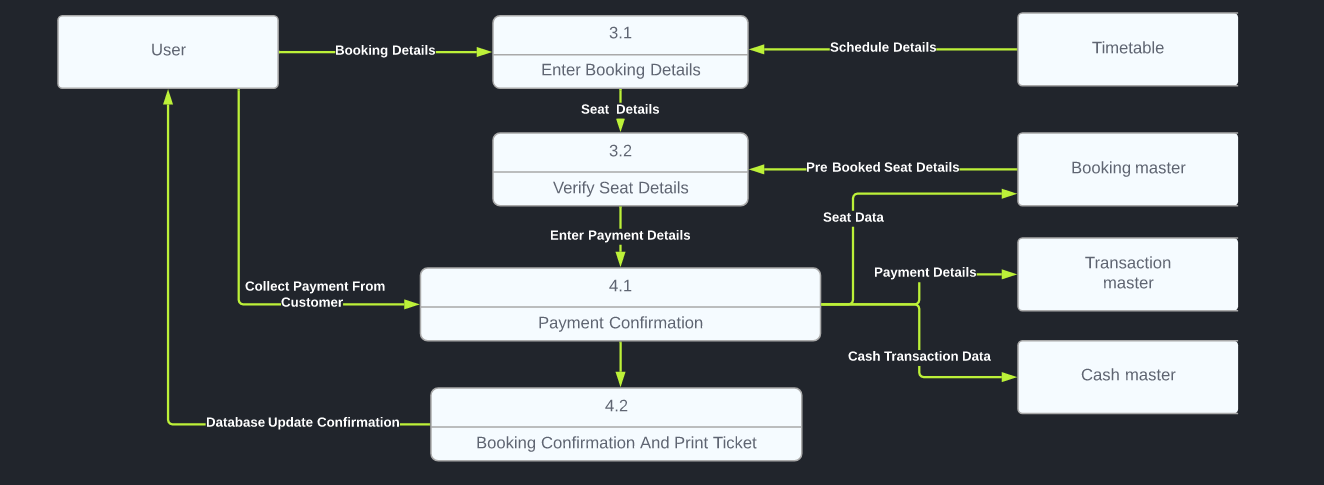 User
Booking Details
3.1
Enter Booking Details
Schedule Details
Timetable
Seat Details
3.2
Verify Seat Details
Pre Booked Seat Details
Booking master
Seat Data
Enter Payment Details
Collect Payment From
Customer
4.1
Payment Confirmation
Payment Details
Transaction
master
Cash Transaction Data
Cash master
4.2
Booking Confirmation And Print Ticket
Database Update Confirmation